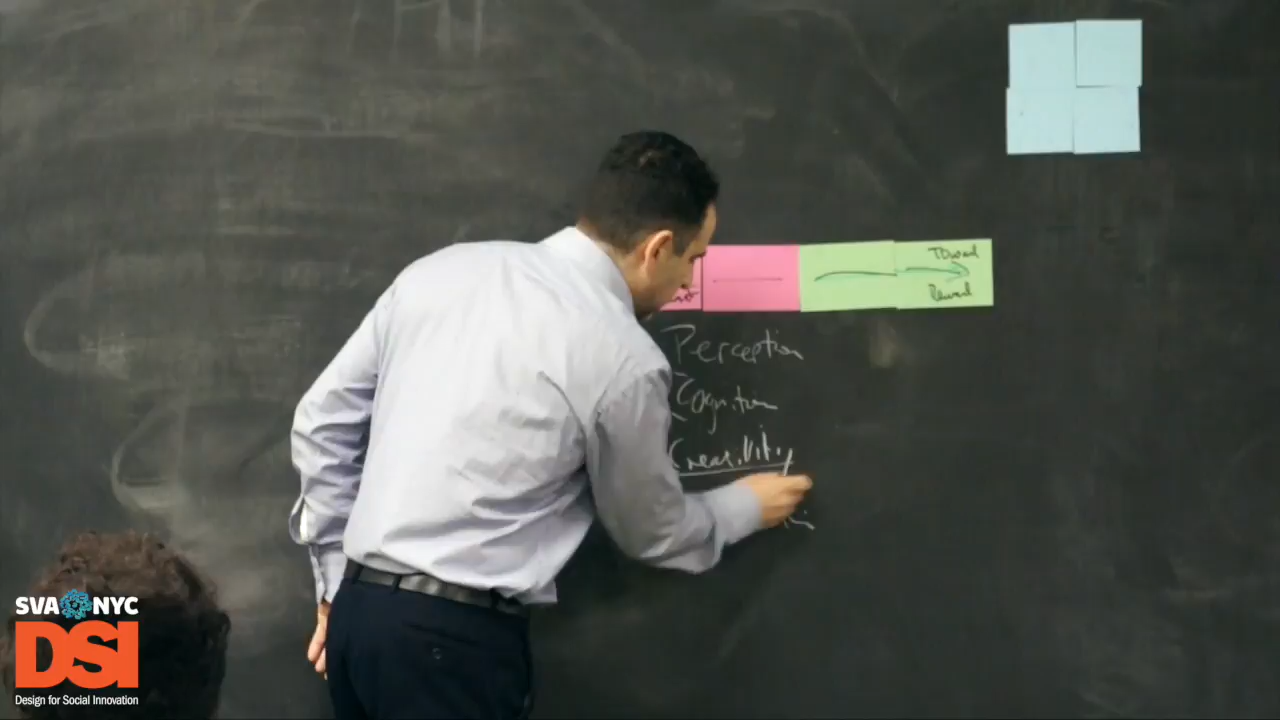 Toward
Reward
Perception
Cognition
Creativity
SVA NYC
DSI
Design for Social Innovation